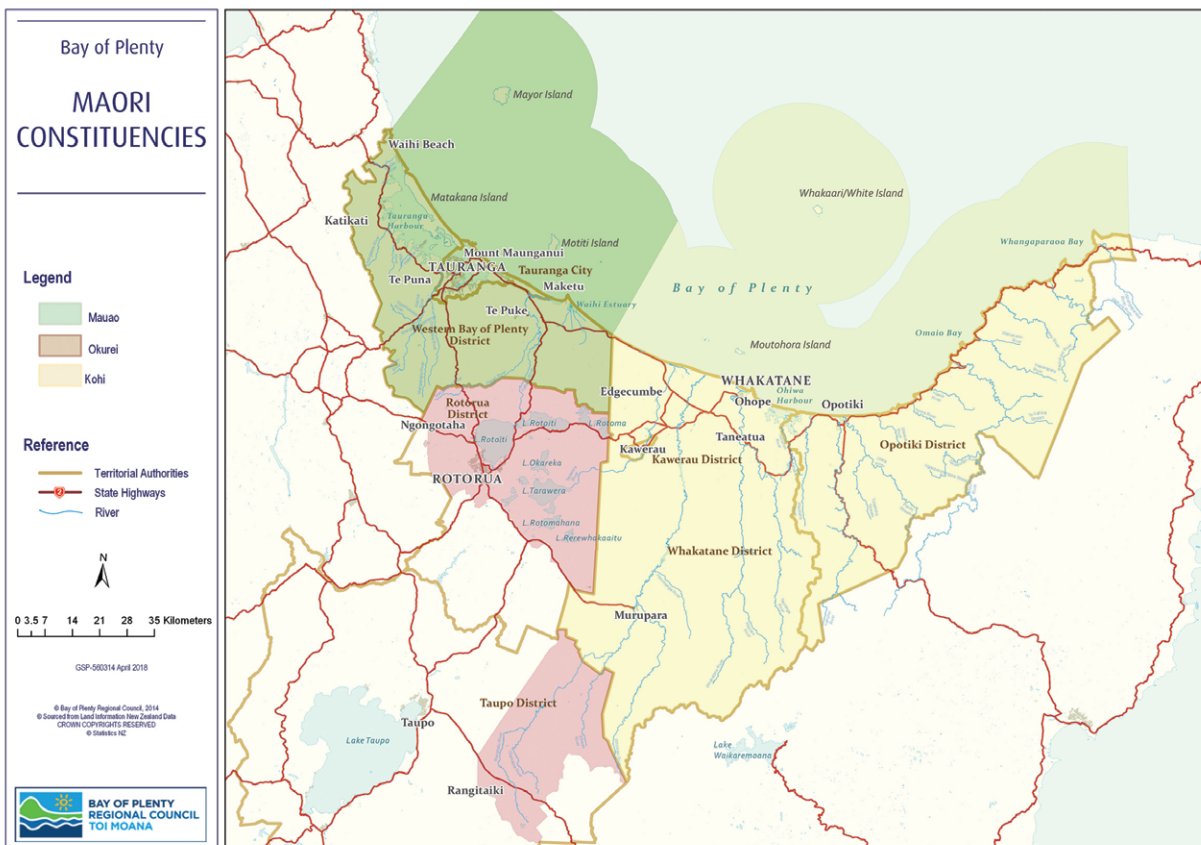 Bay of Plenty
MAORI
CONSTITUENCIES
Legend
Mauao
Okurei
Kohi
Reference
Territorial Authorities
2
State Highways
River
N
0 3.5 7 14 21 28 35 Kilometers
GSP-560314 April 2018
© Bay of Plenty Regional Council, 2014
© Sourced from Land Information New Zealand Data
CROWN COPYRIGHTS RESERVED
© Statistics NZ
BAY OF PLENTY
REGIONAL COUNCIL
TOI MOANA
Mayor Island
Waihi Beach
Matakana Island
Whakaari/White Island
Katikati
Tauranga
Harbour
Motiti Island
Whangaparaoa Bay
Mount Maunganui
TAURANGA
Tauranga City
Te Puna
Maketu
Bay of Plenty
Waihi Estuary
Te Puke
Western Bay of Plenty
District
Omaio Bay
Moutohora Island
WHAKATANE
Edgecumbe
Ohiwa
Harbour
Ohope
Opotiki
Rotorua
District
Ngongotaha
L.Rotoiti
L.Rotoiti
L.Rotoma
Taneatua
Opotiki District
Kawerau
Kawerau District
L.Okareka
ROTORUA
L.Tarawera
L.Rotomahana
L.Rerewhakaaitu
Whakatane District
Murupara
Taupo District
Taupo
Lake Taupo
Lake
Waikaremoana
Rangitaiki